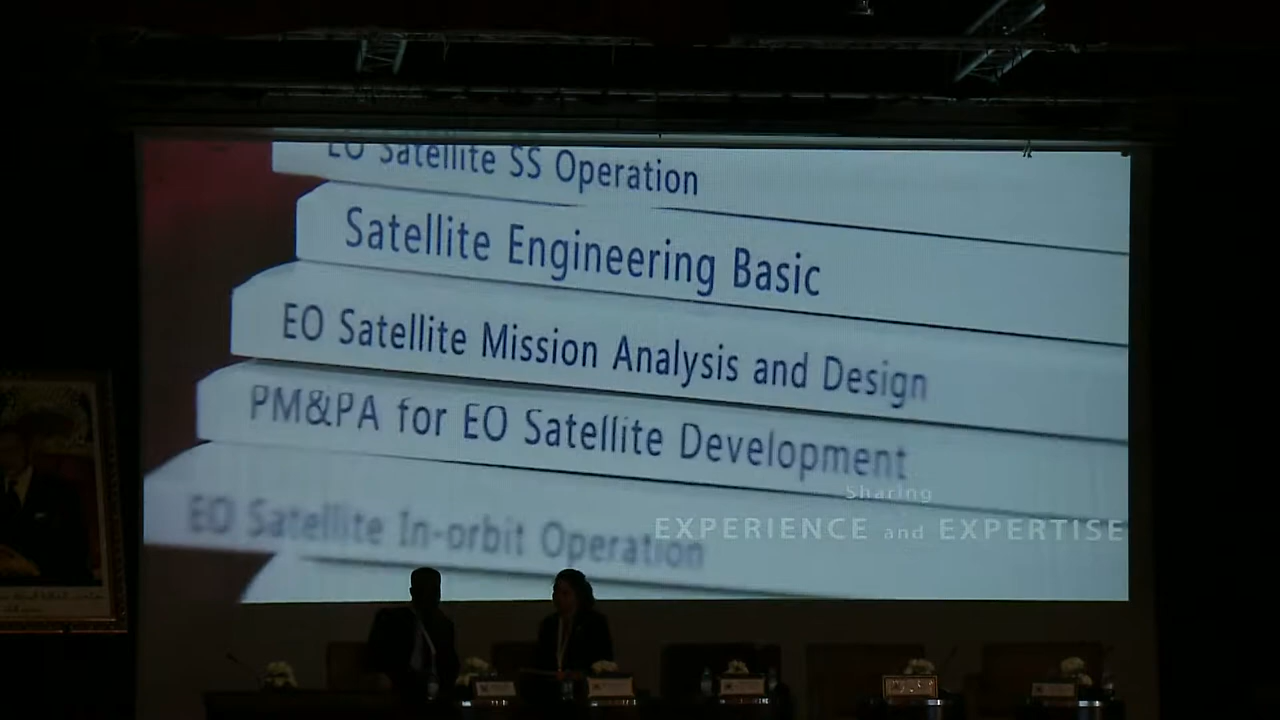 EO Satellite SS Operation
Satellite Engineering Basic
EO Satellite Mission Analysis and Design
PM&PA for EO Satellite Development
EO Satellite In-orbit Operation
Sharing
EXPERIENCE and EXPERTISE